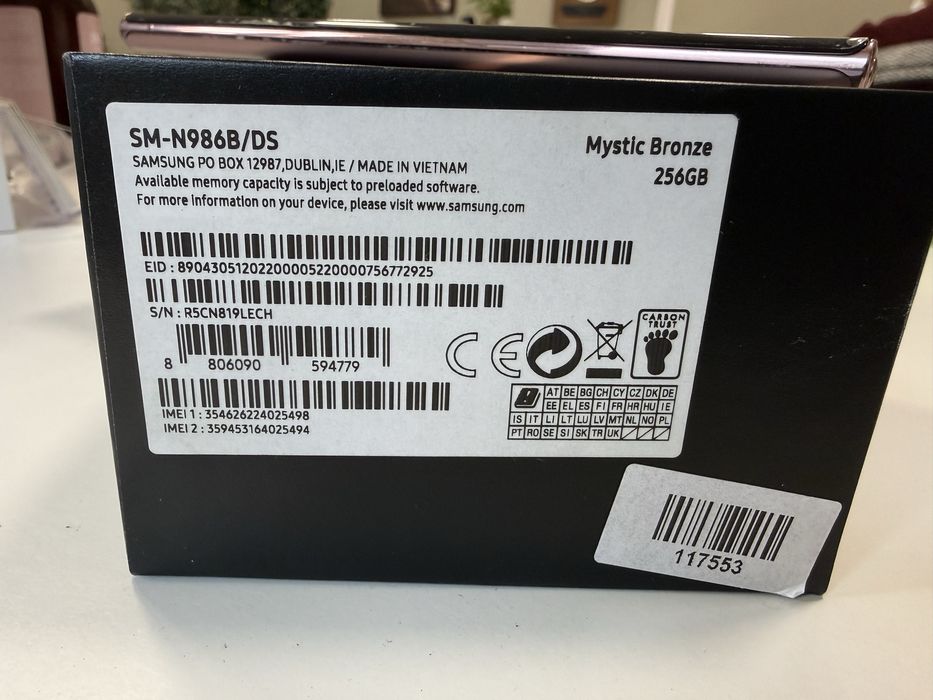 SM-N986B/DS
Mystic Bronze
SAMSUNG PO BOX 12987,DUBLIN,IE / MADE IN VIETNAM
256GB
Available memory capacity is subject to preloaded software.
For more information on your device, please visit www.samsung.com
EID : 89043051202200005220000756772925
S/N : R5CN819LECH
8 806090 594779
CE
CARBON
TRUST
IMEI 1 : 354626224025498
IMEI 2 : 359453164025494
AT BE BG CH CY CZ DK DE
EE EL ES FI FR HR HU IE
IS IT LI LT LU LV MT NL NO PL
PT RO SE SI SK TR UK
117553